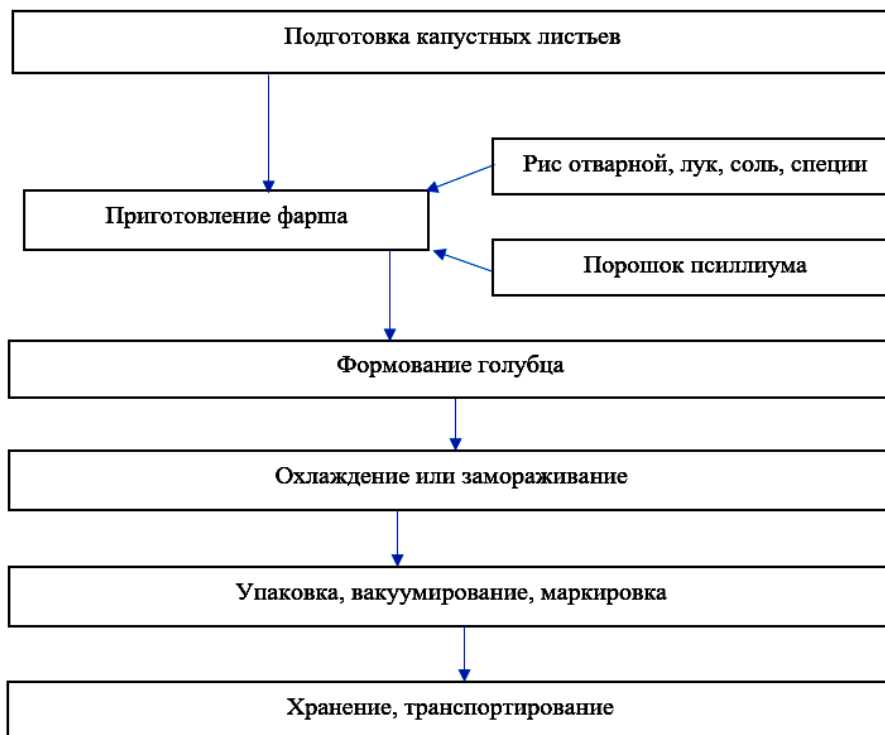 Подготовка капустных листьев
Рис отварной, лук, соль, специи
Приготовление фарша
Порошок псиллиума
Формование голубца
Охлаждение или замораживание
Упаковка, вакуумирование, маркировка
Хранение, транспортирование